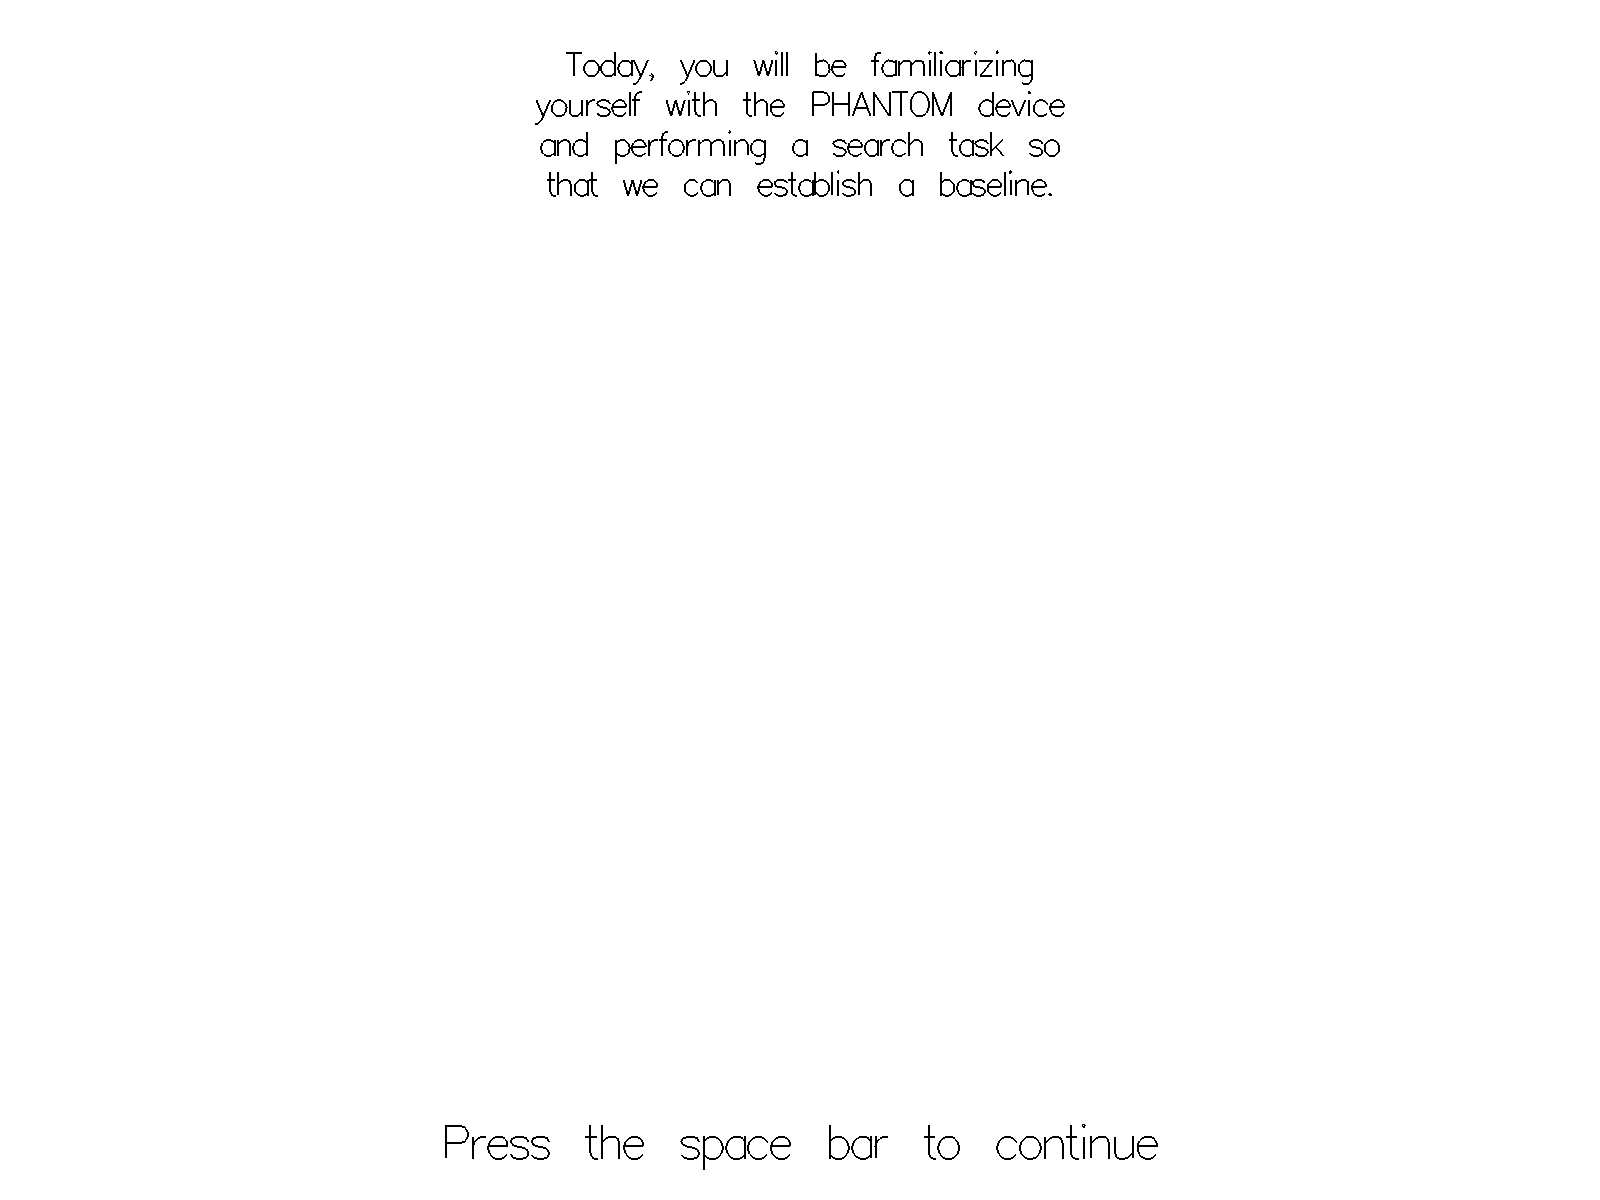 Today, you will be familiarizing
yourself with the PHANTOM device
and performing a search task so
that we can establish a baseline.
Press the space bar to continue